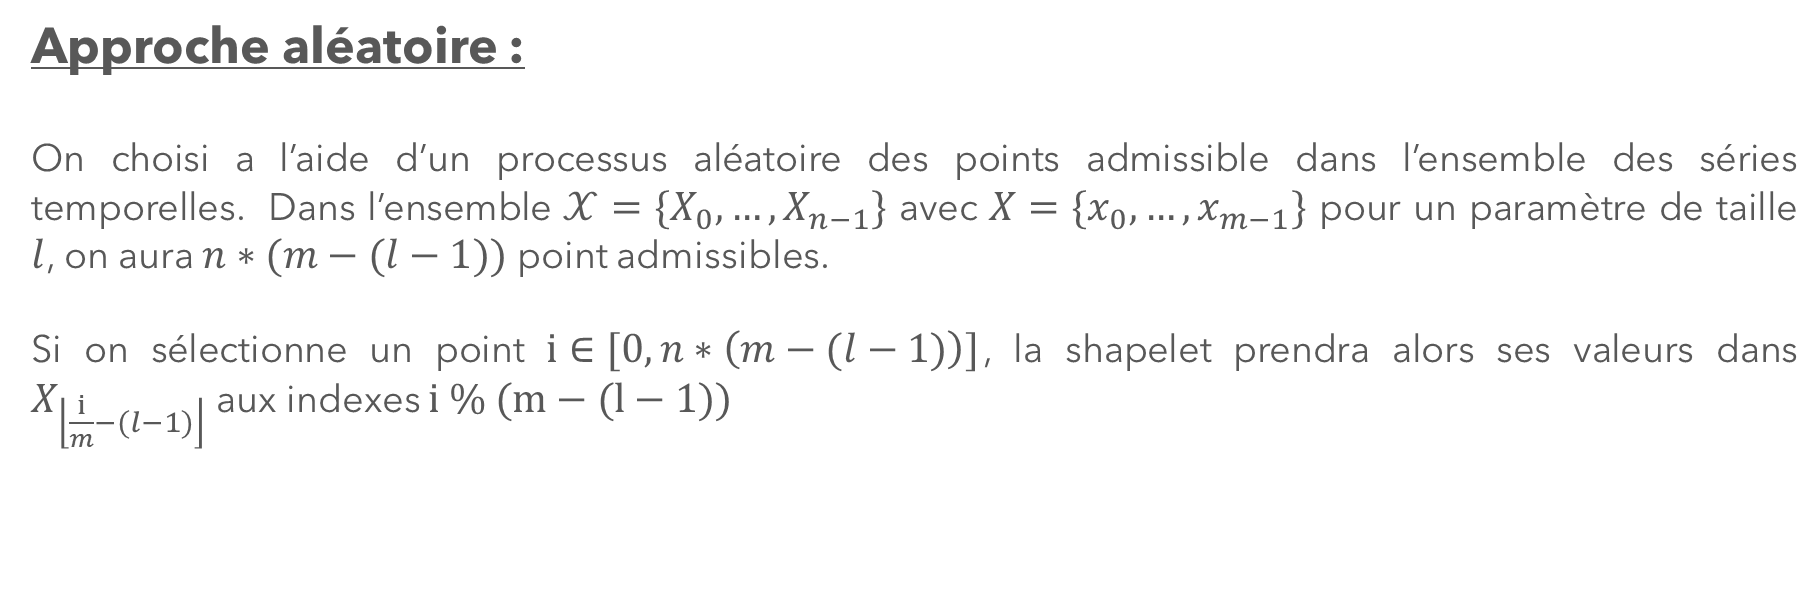 Approche aléatoire :
On choisi a l’aide d’un processus aléatoire des points admissible dans l’ensemble des séries
temporelles. Dans l’ensemble 𝒳 = {X₀, … , Xₙ₋₁} avec X = {x₀, … , xₘ₋₁} pour un paramètre de taille
l, on aura n ∗ (m − (l − 1)) point admissibles.
Si on sélectionne un point i ∈ [0, n ∗ (m − (l − 1))], la shapelet prendra alors ses valeurs dans
X_⌊i/m−(l−1)⌋ aux indexes i % (m − (l − 1))